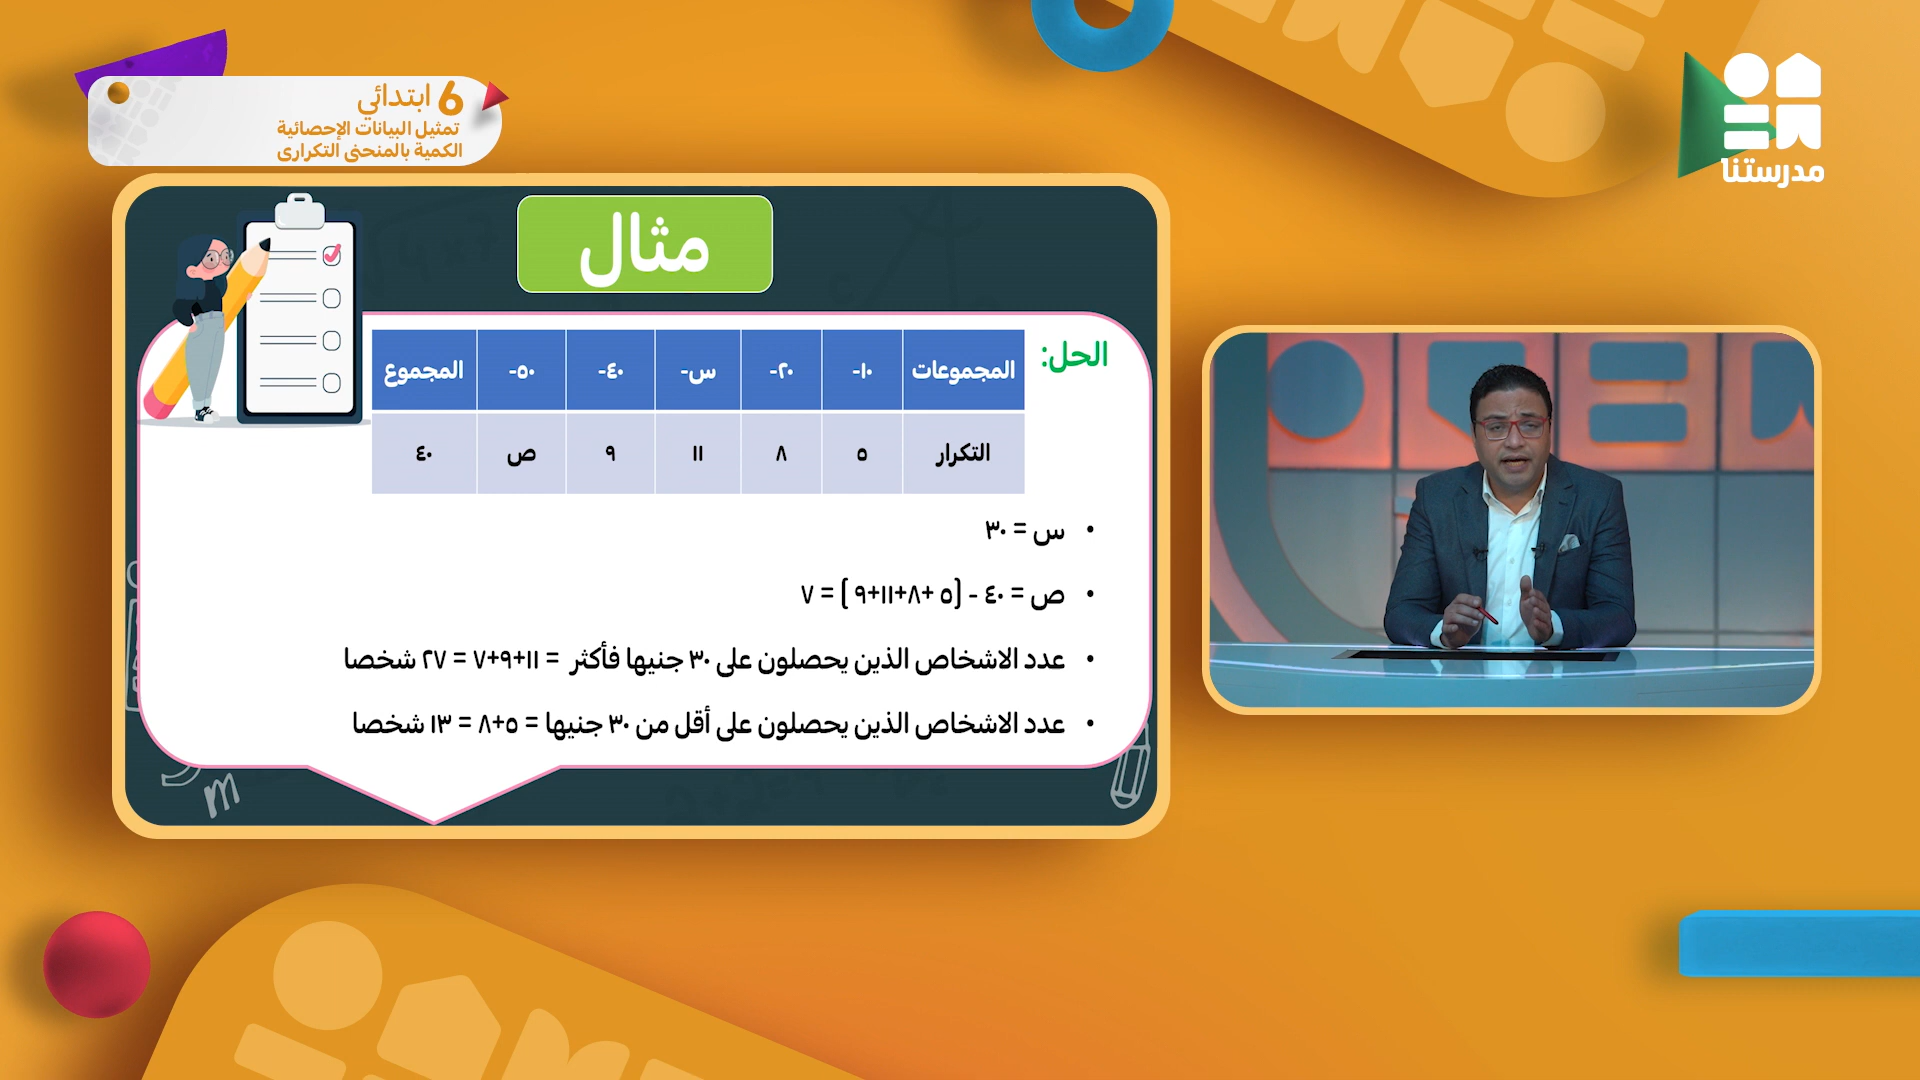 6 ابتدائي
تمثيل البيانات الإحصائية
الكمية بالمنحنى التكرارى
مدرستنا
مثال
الحل:
المجموعات ١٠- ٢٠- س- ٤٠- ٥٠- المجموع
التكرار ٥ ٨ ١١ ٩ ص ٤٠
• س = ٣٠
• ص = ٤٠ - (٥ +٨+١١+٩ ) = ٧
• عدد الاشخاص الذين يحصلون على ٣٠ جنيها فأكثر = ١١+٩+٧ = ٢٧ شخصا
• عدد الاشخاص الذين يحصلون على أقل من ٣٠ جنيها = ٥+٨ = ١٣ شخصا
m